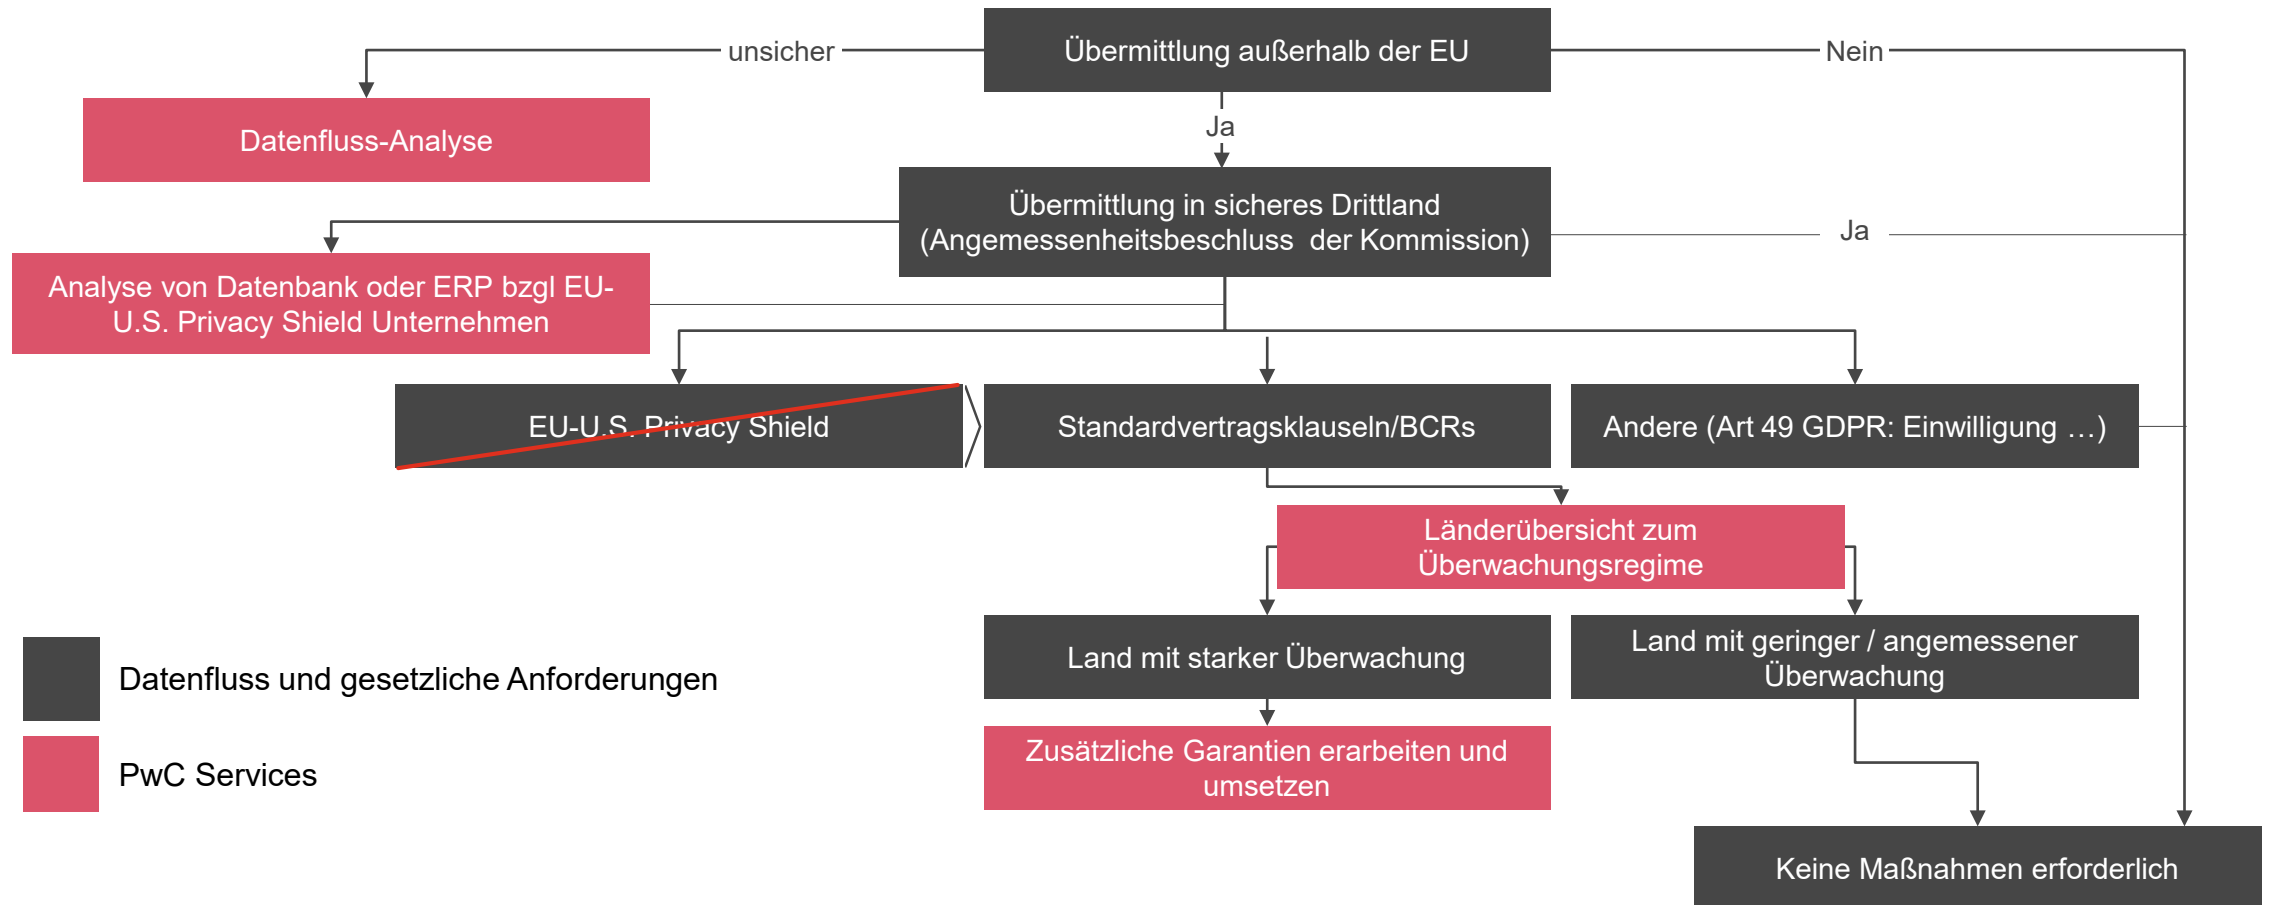 Übermittlung außerhalb der EU
unsicher
Nein
Ja
Datenfluss-Analyse
Übermittlung in sicheres Drittland
(Angemessenheitsbeschluss  der Kommission)
Ja
Analyse von Datenbank oder ERP bzgl EU-
U.S. Privacy Shield Unternehmen
EU-U.S. Privacy Shield
Standardvertragsklauseln/BCRs
Andere (Art 49 GDPR: Einwilligung …)
Länderübersicht zum
Überwachungsregime
Land mit starker Überwachung
Land mit geringer / angemessener
Überwachung
Datenfluss und gesetzliche Anforderungen
Zusätzliche Garantien erarbeiten und
umsetzen
PwC Services
Keine Maßnahmen erforderlich